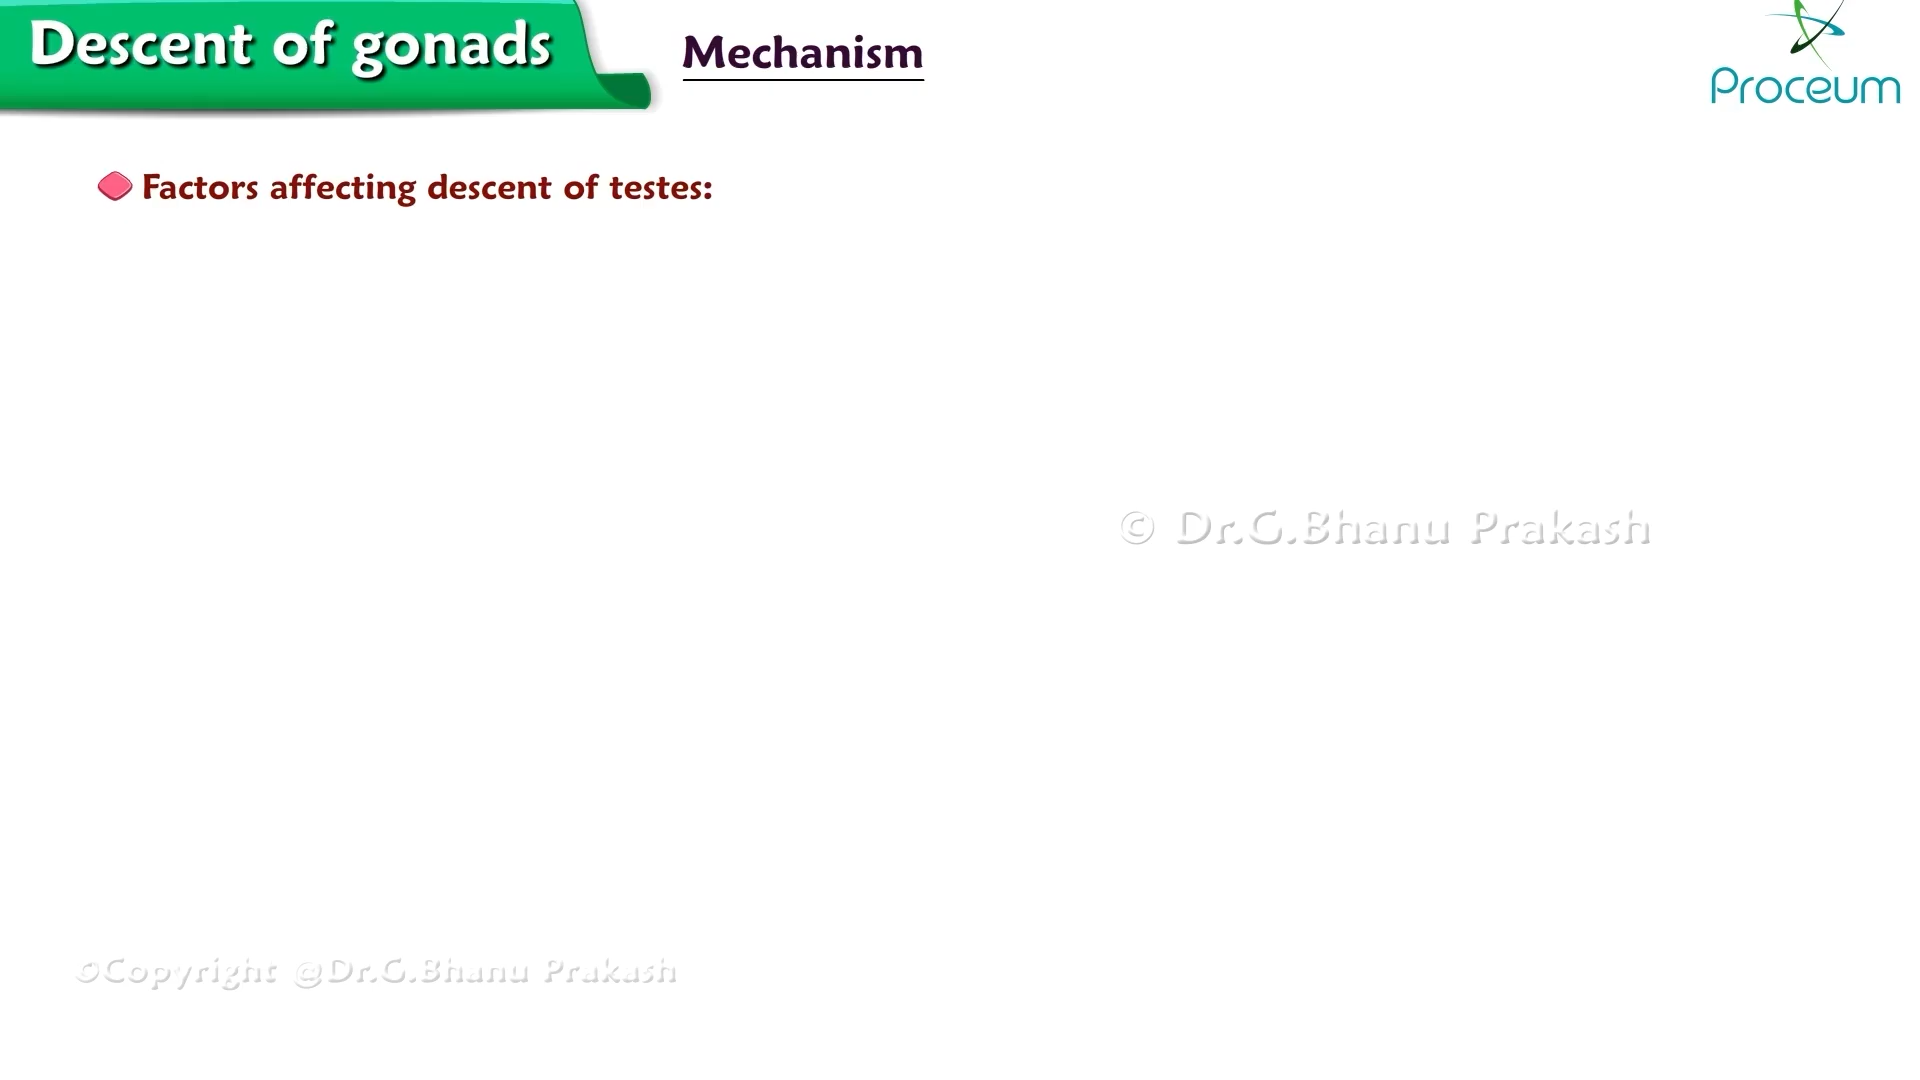 Descent of gonads
Mechanism
Proceum
Factors affecting descent of testes:
© Dr.G.Bhanu Prakash
©Copyright @Dr.G.Bhanu Prakash